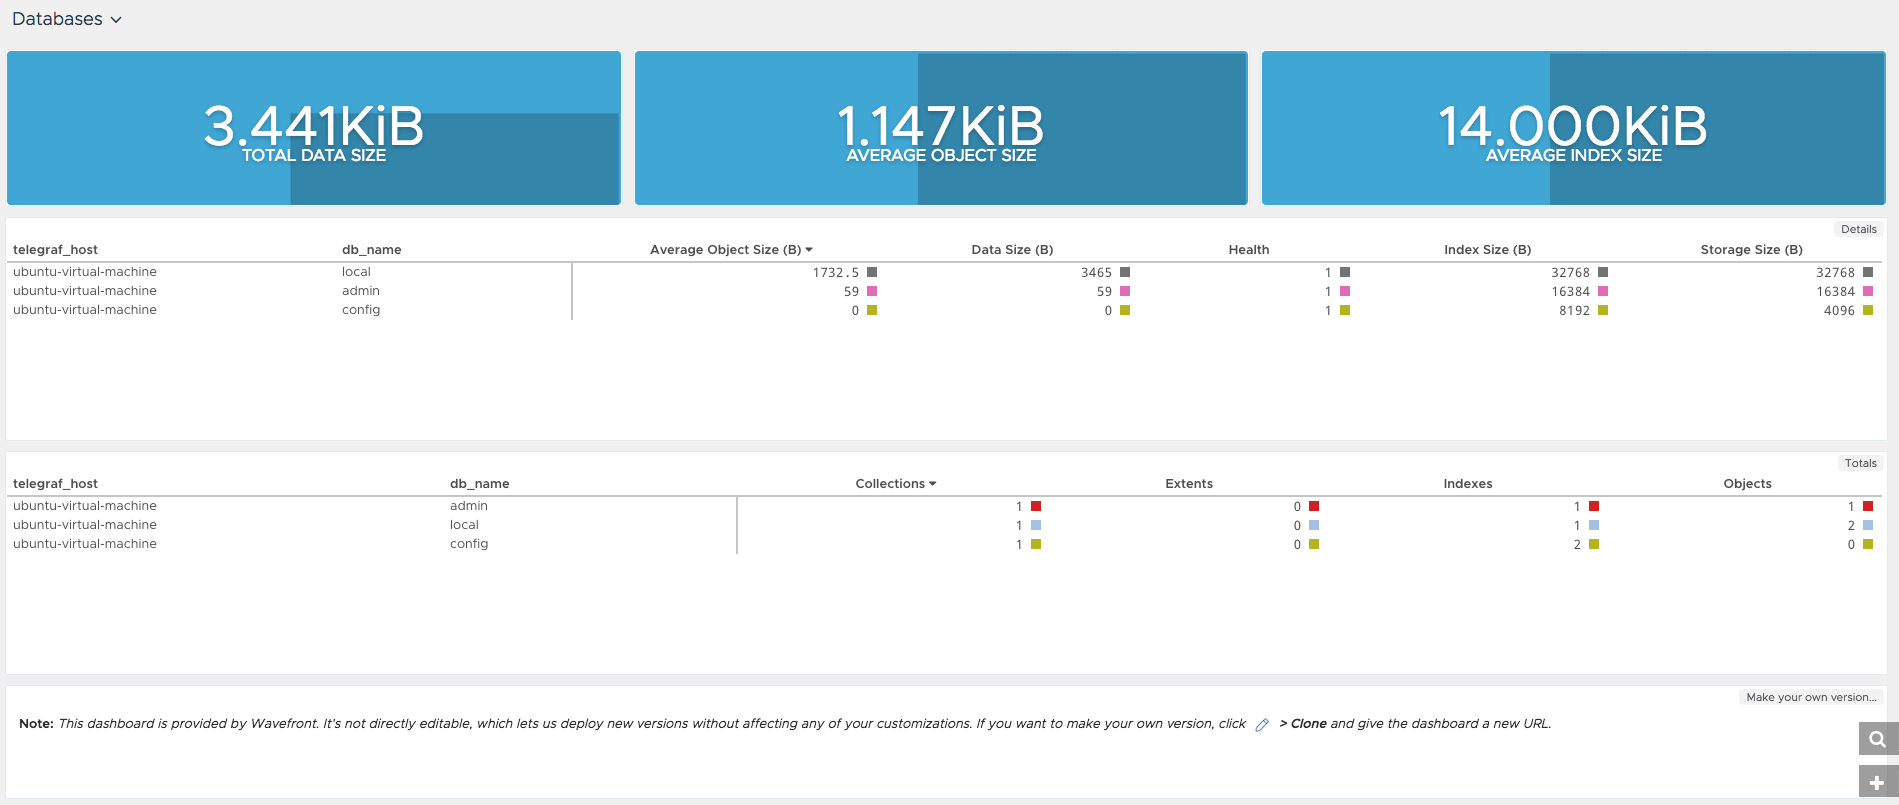 Databases
3.441KiB
TOTAL DATA SIZE
1.147KiB
AVERAGE OBJECT SIZE
14.000KiB
AVERAGE INDEX SIZE
Details
telegraf_host db_name Average Object Size (B) Data Size (B) Health Index Size (B) Storage Size (B)
ubuntu-virtual-machine local 1732.5 3465 1 32768 32768
ubuntu-virtual-machine admin 59 59 1 16384 16384
ubuntu-virtual-machine config 0 0 1 8192 4096
Totals
telegraf_host db_name Collections Extents Indexes Objects
ubuntu-virtual-machine admin 1 0 1 1
ubuntu-virtual-machine local 1 0 1 2
ubuntu-virtual-machine config 1 0 2 0
Make your own version...
Note: This dashboard is provided by Wavefront. It's not directly editable, which lets us deploy new versions without affecting any of your customizations. If you want to make your own version, click > Clone and give the dashboard a new URL.